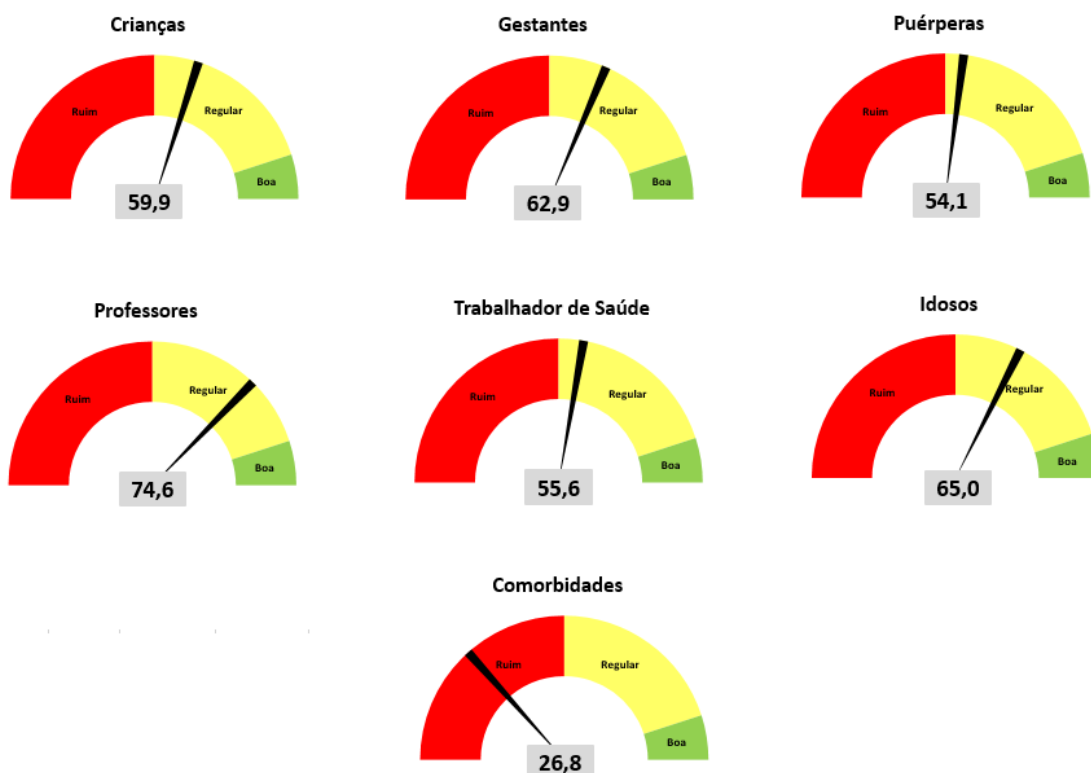 Crianças
Ruim
Regular
Boa
59,9
Gestantes
Ruim
Regular
Boa
62,9
Puérperas
Ruim
Regular
Boa
54,1
Professores
Ruim
Regular
Boa
74,6
Trabalhador de Saúde
Ruim
Regular
Boa
55,6
Idosos
Ruim
Regular
Boa
65,0
Comorbidades
Ruim
Regular
Boa
26,8